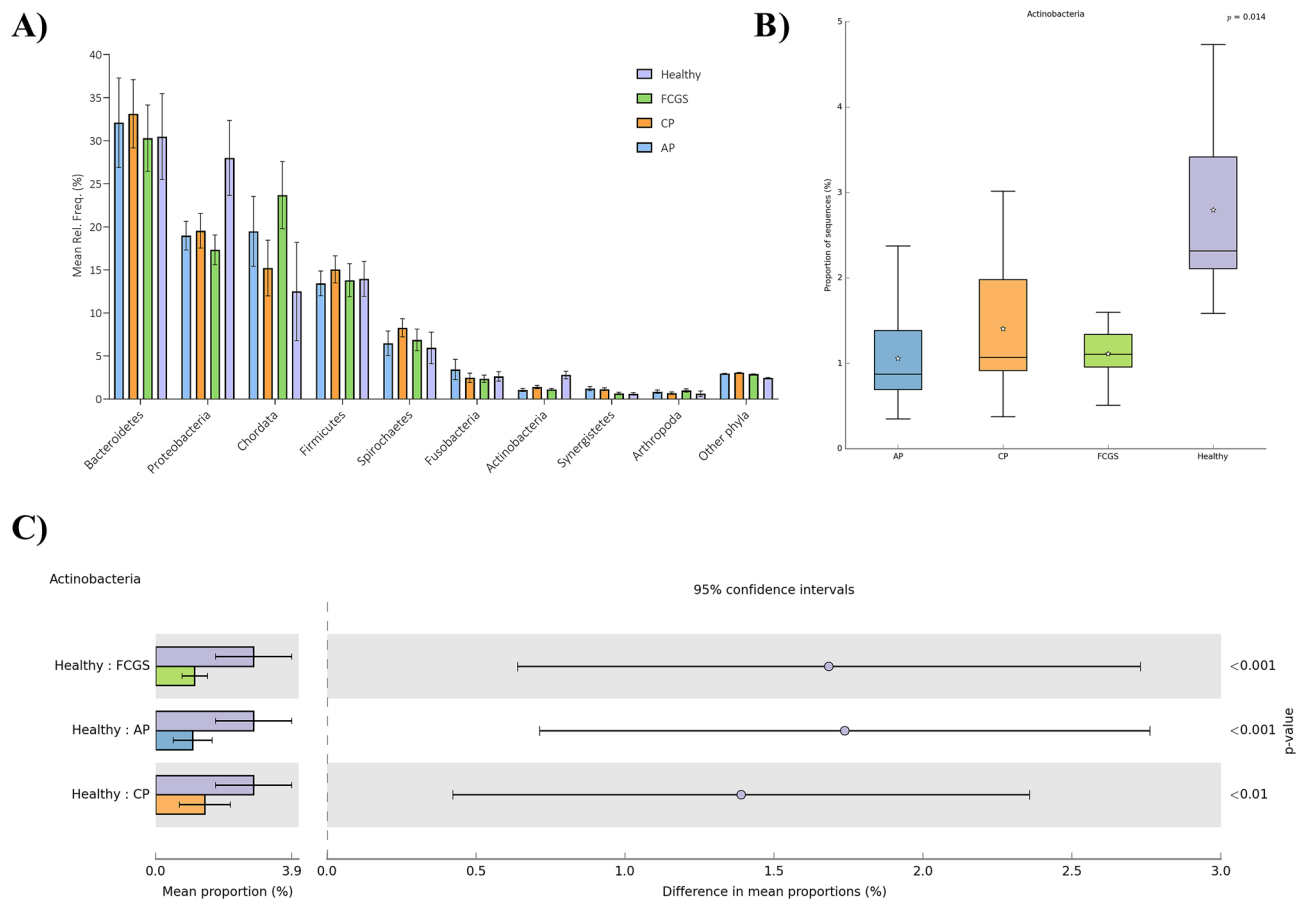 A)
40
35
30
25
20
15
10
5
0
Mean Rel. Freq. (%)
Healthy
FCGS
CP
AP
Bacteroidetes
Proteobacteria
Chordata
Firmicutes
Spirochaetes
Fusobacteria
Actinobacteria
Synergistetes
Arthropoda
Other phyla
B)
Actinobacteria
p = 0.014
5
4
3
2
1
0
Proportion of sequences (%)
AP
CP
FCGS
Healthy
C)
Actinobacteria
95% confidence intervals
Healthy : FCGS
<0.001
Healthy : AP
<0.001
Healthy : CP
<0.01
p-value
0.0
3.9
Mean proportion (%)
0.0
0.5
1.0
1.5
2.0
2.5
3.0
Difference in mean proportions (%)